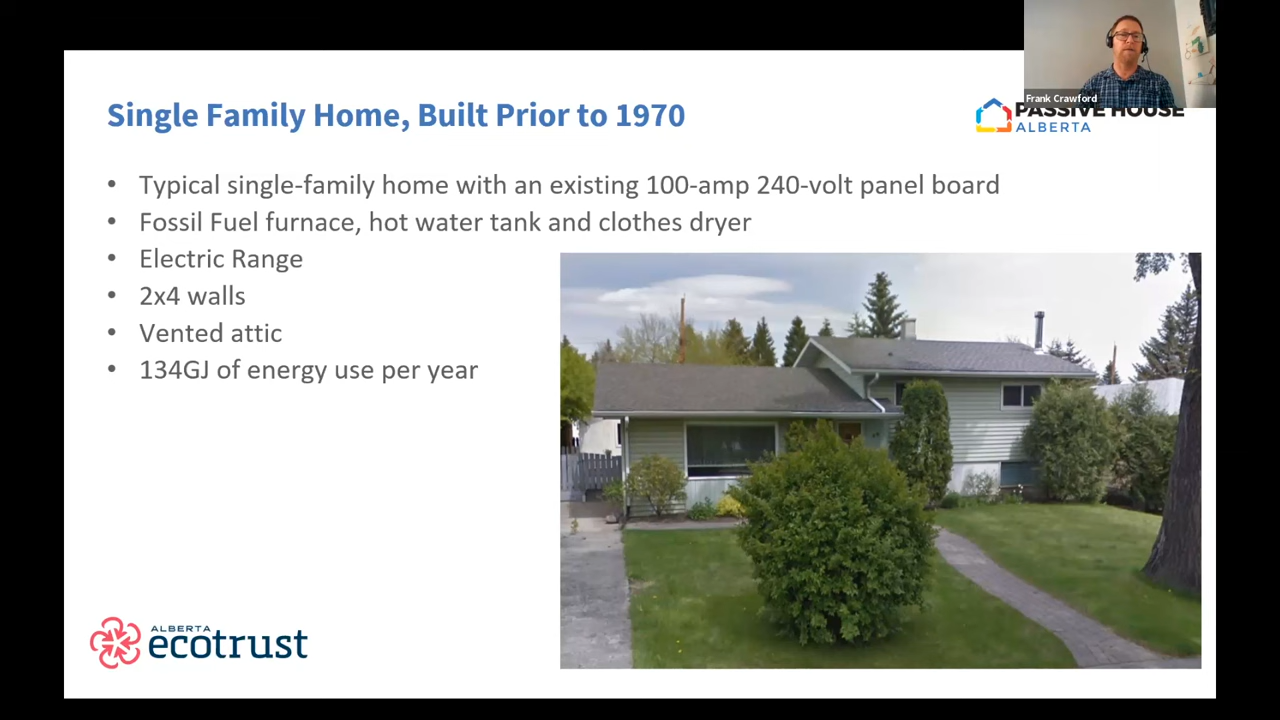 Frank Crawford
Single Family Home, Built Prior to 1970
PASSIVE HOUSE
ALBERTA
• Typical single-family home with an existing 100-amp 240-volt panel board
• Fossil Fuel furnace, hot water tank and clothes dryer
• Electric Range
• 2x4 walls
• Vented attic
• 134GJ of energy use per year
ALBERTA
ecotrust